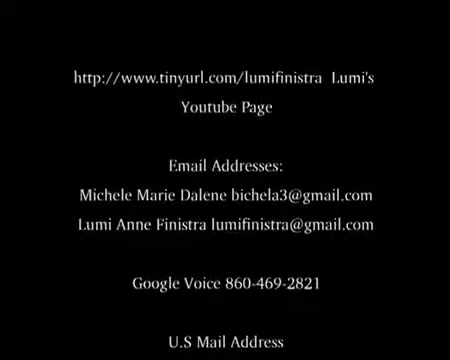 http://www.tinyurl.com/lumifinistra Lumi's
Youtube Page
Email Addresses:
Michele Marie Dalene bichela3@gmail.com
Lumi Anne Finistra lumifinistra@gmail.com
Google Voice 860-469-2821
U.S Mail Address